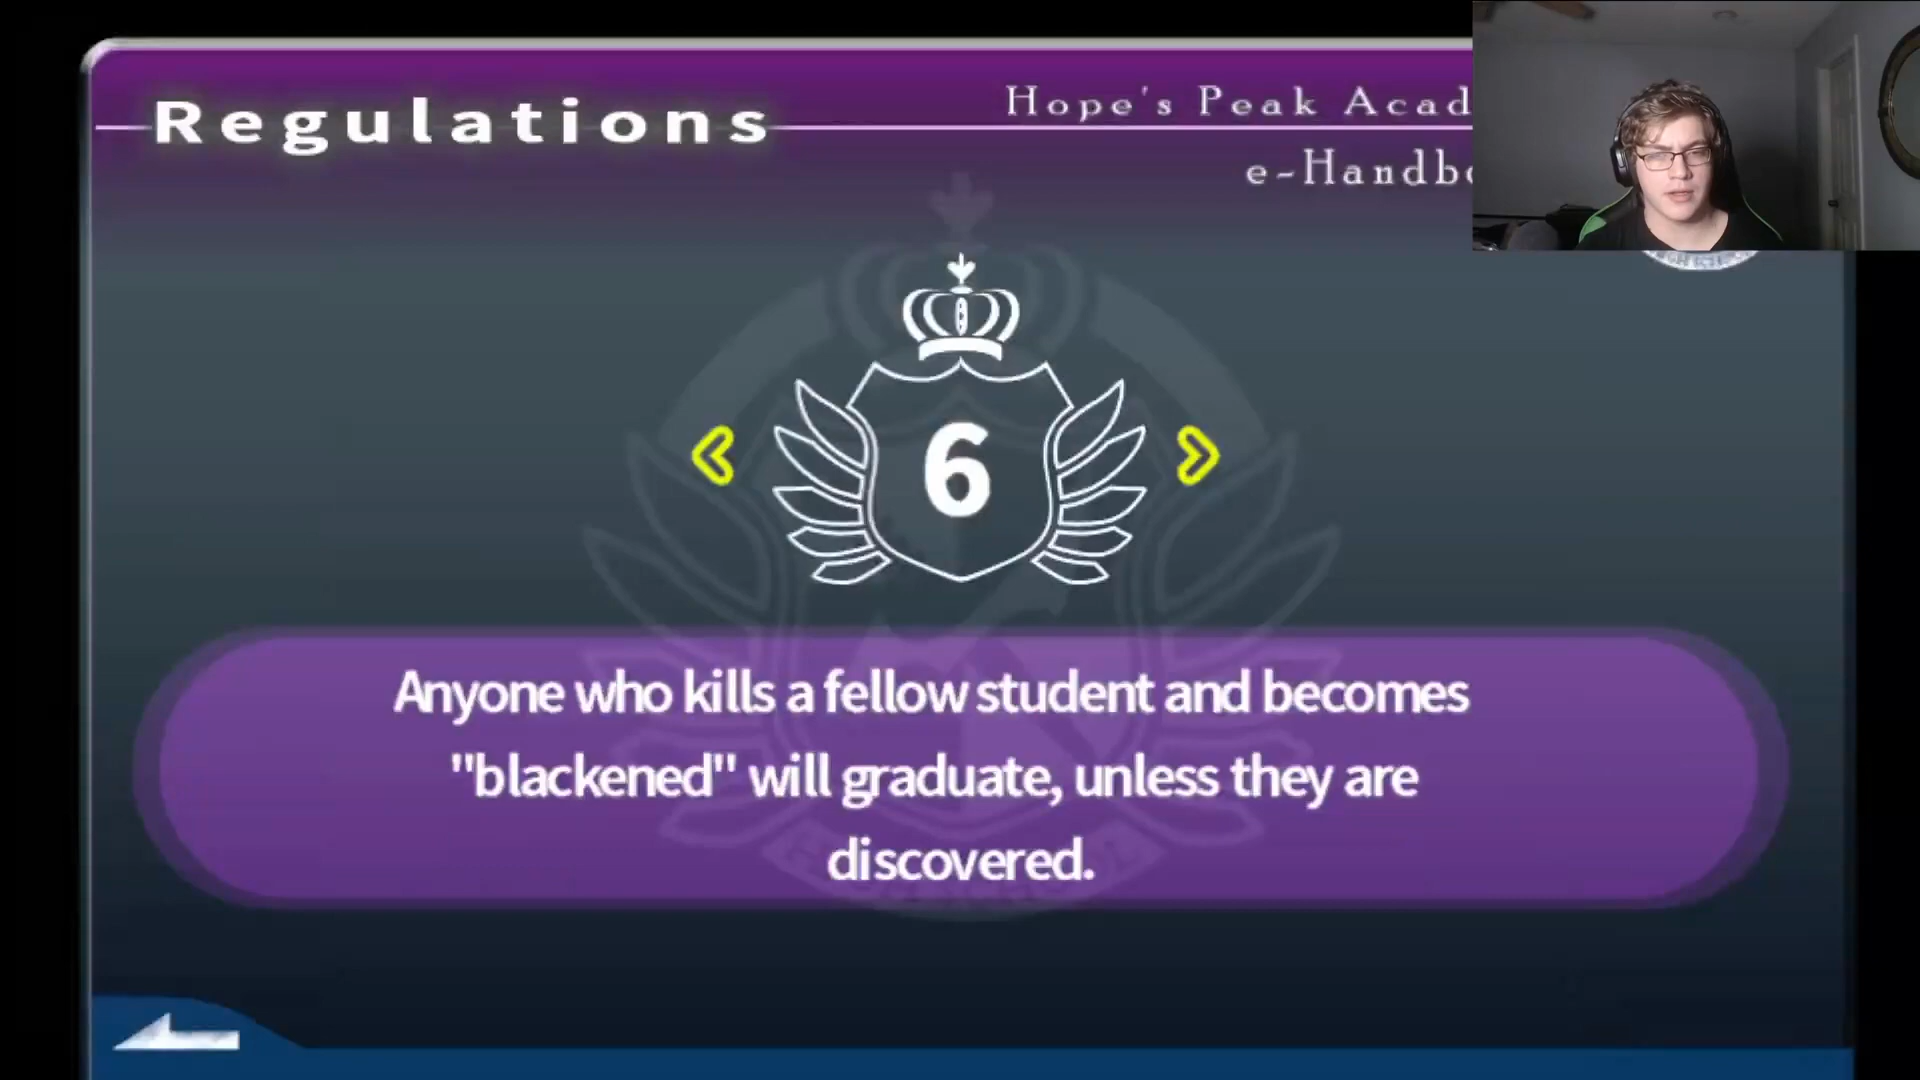 Regulations
Hope's Peak Acad
e-Handbo
6
Anyone who kills a fellow student and becomes
"blackened" will graduate, unless they are
discovered.